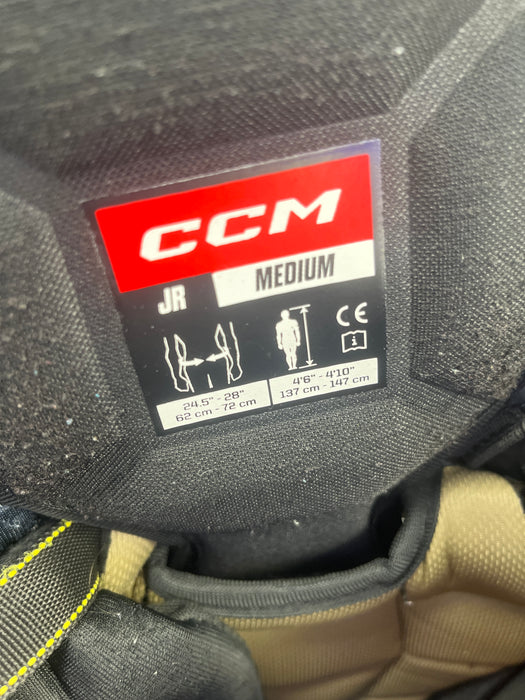 CCM
JR MEDIUM
CE
i
24.5" - 28"
62 cm - 72 cm
4'6" - 4'10"
137 cm - 147 cm